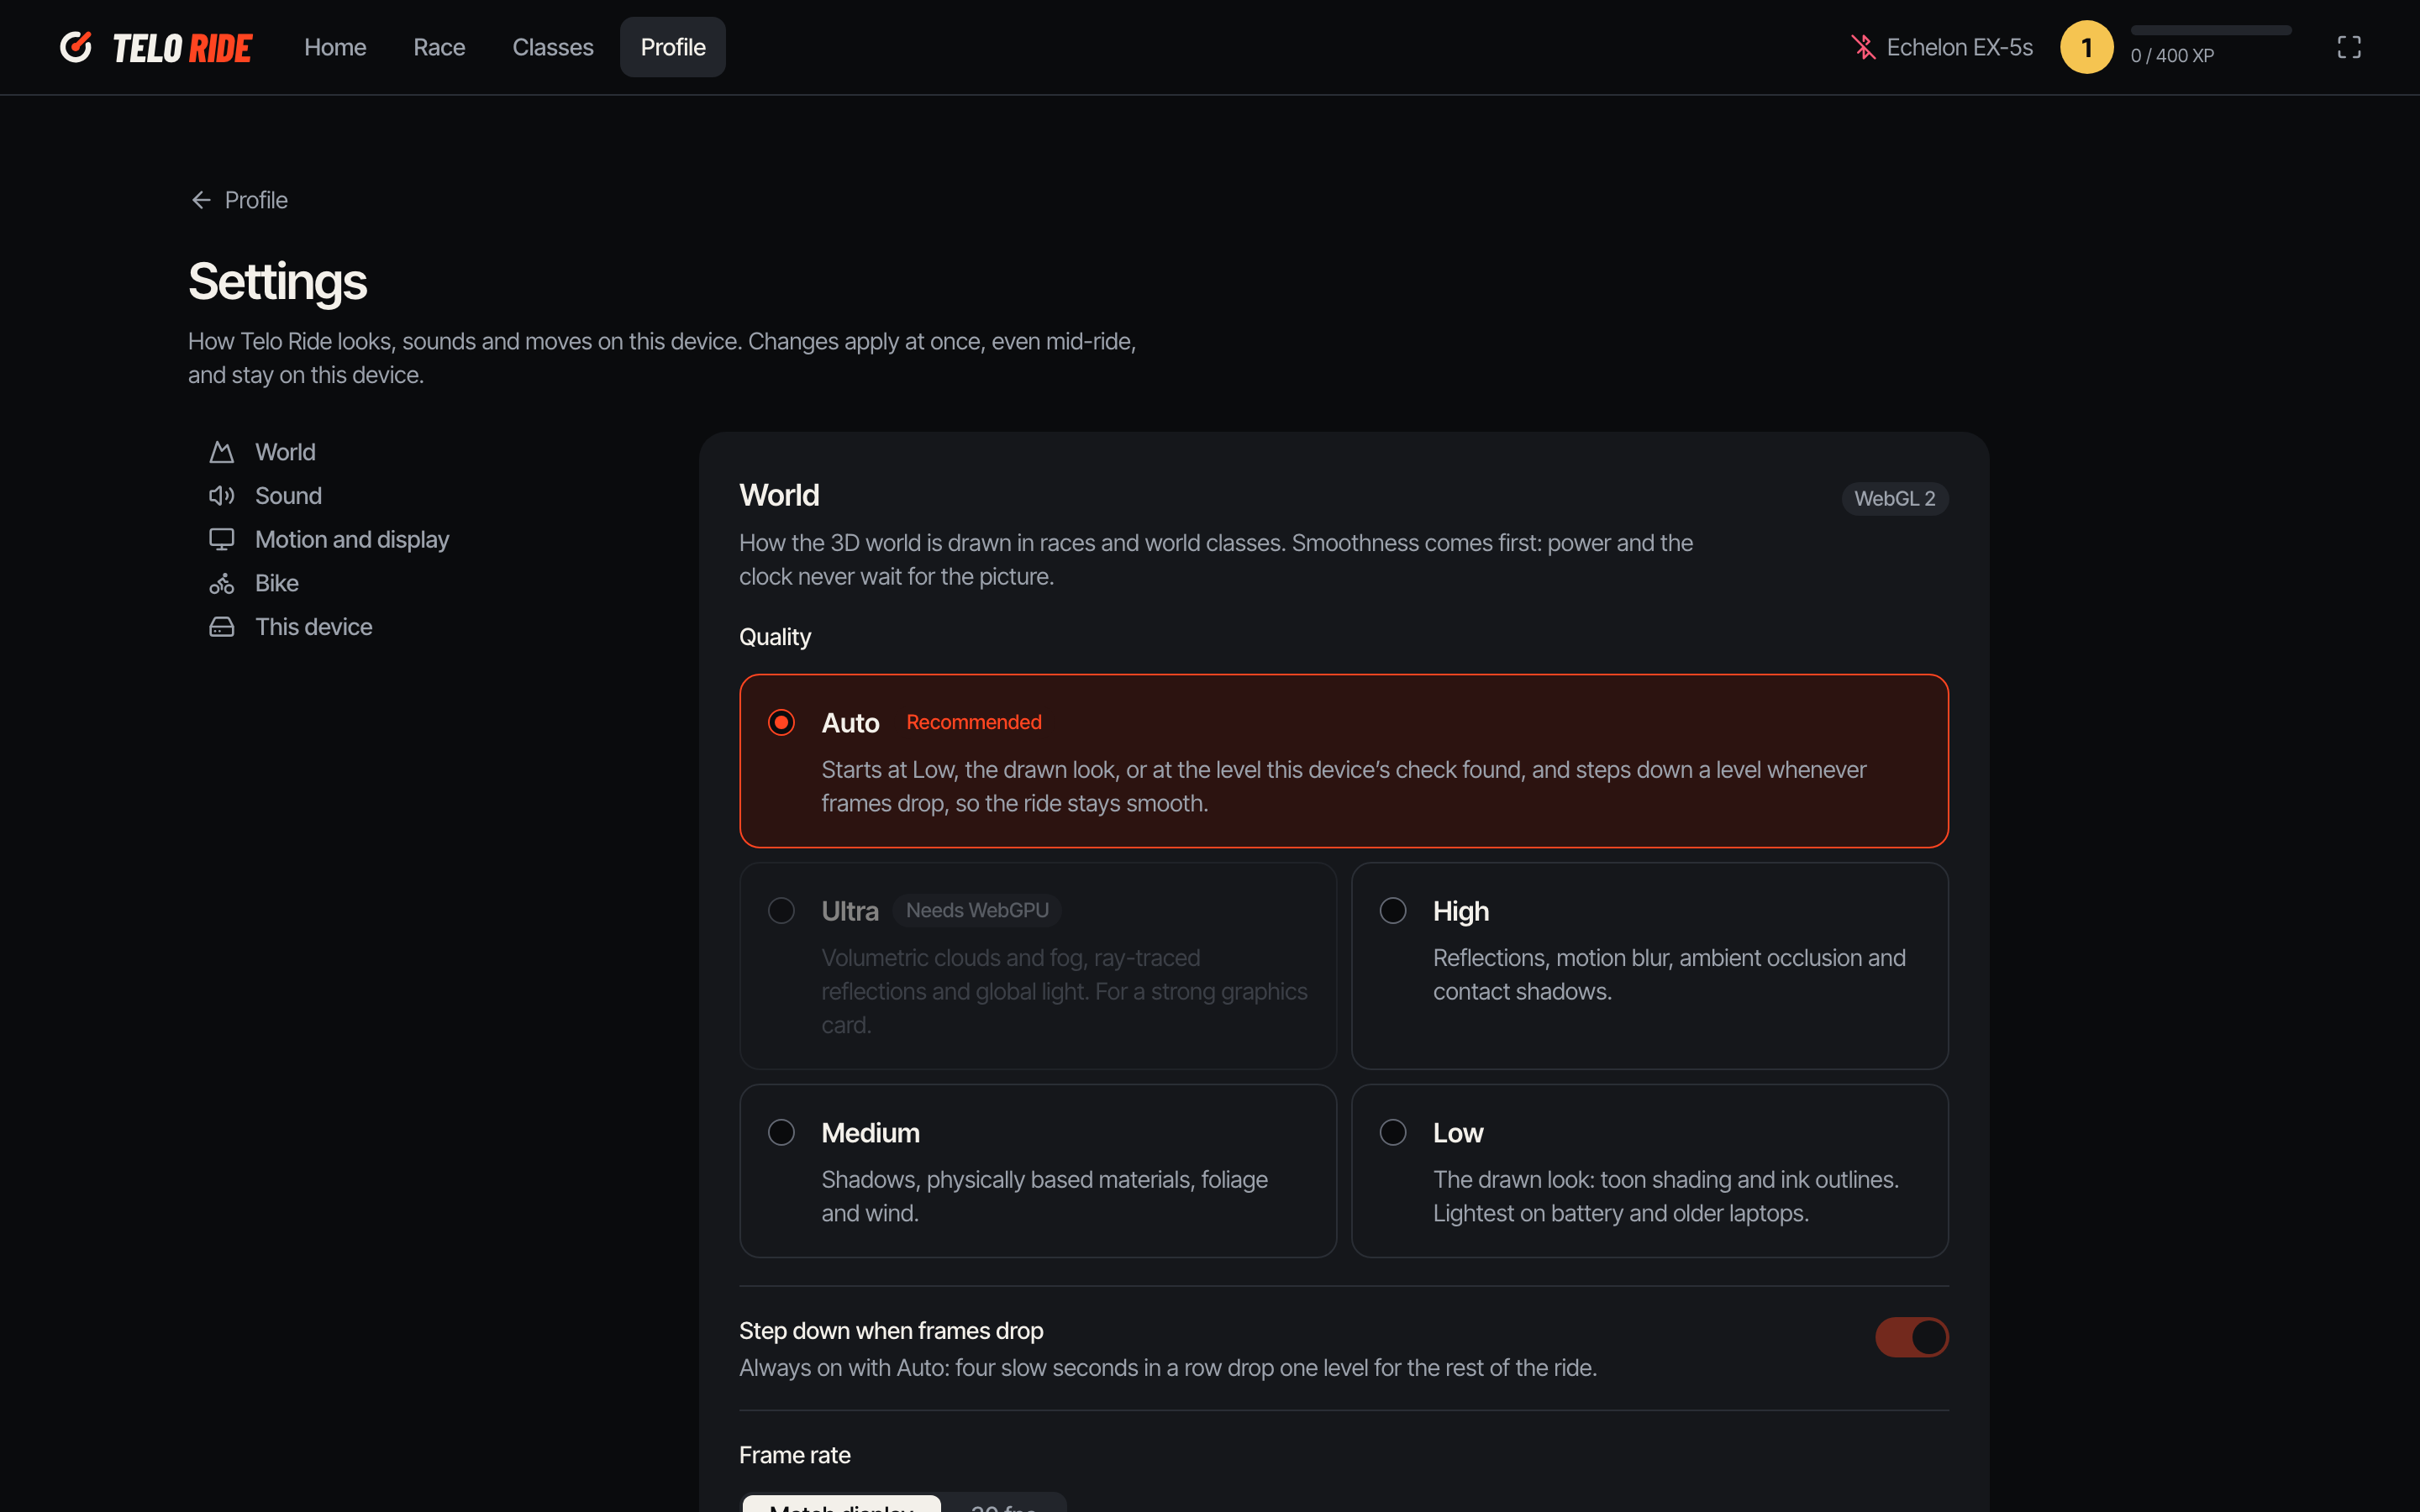 TELO RIDE
Home
Race
Classes
Profile
Echelon EX-5s
1
0 / 400 XP
Profile
Settings
How Telo Ride looks, sounds and moves on this device. Changes apply at once, even mid-ride,
and stay on this device.
World
Sound
Motion and display
Bike
This device
World
WebGL 2
How the 3D world is drawn in races and world classes. Smoothness comes first: power and the
clock never wait for the picture.
Quality
Auto
Recommended
Starts at Low, the drawn look, or at the level this device’s check found, and steps down a level whenever
frames drop, so the ride stays smooth.
Ultra
Needs WebGPU
Volumetric clouds and fog, ray-traced
reflections and global light. For a strong graphics
card.
High
Reflections, motion blur, ambient occlusion and
contact shadows.
Medium
Shadows, physically based materials, foliage
and wind.
Low
The drawn look: toon shading and ink outlines.
Lightest on battery and older laptops.
Step down when frames drop
Always on with Auto: four slow seconds in a row drop one level for the rest of the ride.
Frame rate
Match display
30 fps